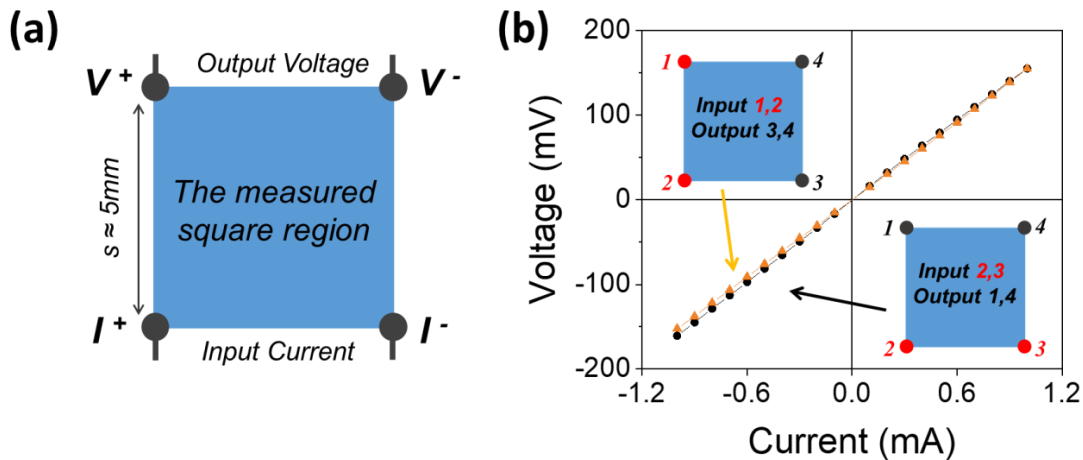 (a)
V + Output Voltage V -
s ≈ 5mm
The measured
square region
I + Input Current I -
(b)
Voltage (mV)
200
100
0
-100
-200
1 4
Input 1,2
Output 3,4
2 3
1 4
Input 2,3
Output 1,4
2 3
-1.2 -0.6 0.0 0.6 1.2
Current (mA)